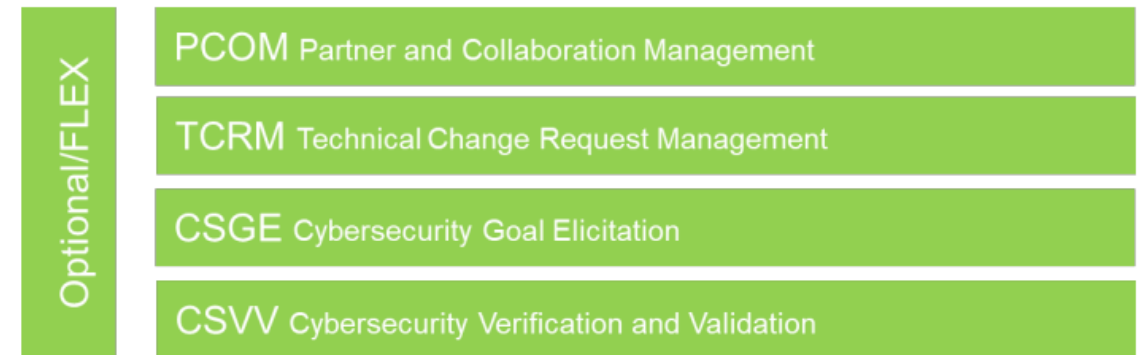 Optional/FLEX
PCOM Partner and Collaboration Management
TCRM Technical Change Request Management
CSGE Cybersecurity Goal Elicitation
CSVV Cybersecurity Verification and Validation